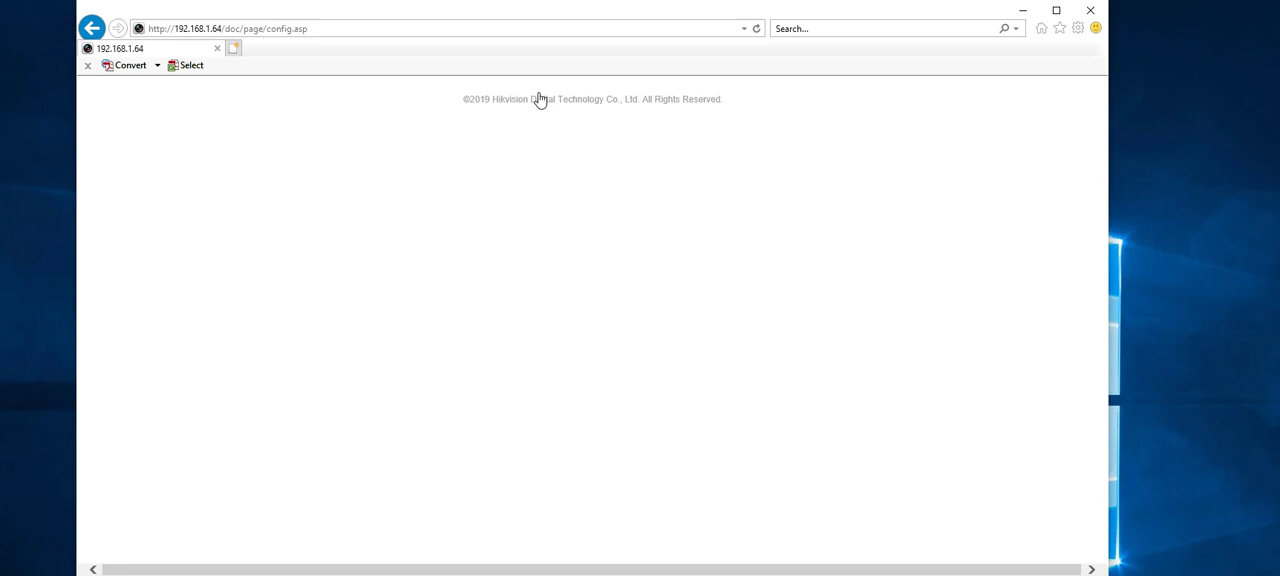 http://192.168.1.64/doc/page/config.asp
Search...
192.168.1.64
Convert
Select
©2019 Hikvision Digital Technology Co., Ltd. All Rights Reserved.